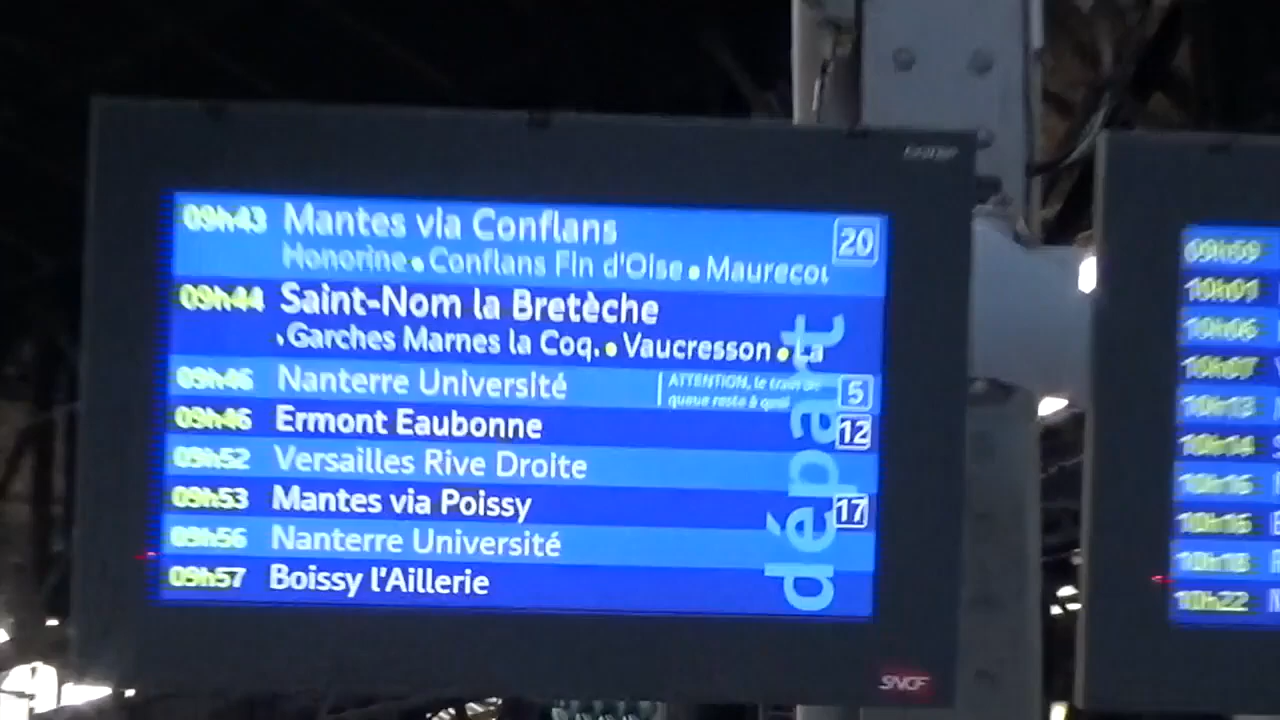 09h43 Mantes via Conflans 20
Honorine • Conflans Fin d'Oise • Maurecou
09h44 Saint-Nom la Bretèche
Garches Marnes la Coq. • Vaucresson • La
09h46 Nanterre Université ATTENTION, le train de 5
queue reste à quai
09h46 Ermont Eaubonne 12
09h52 Versailles Rive Droite
09h53 Mantes via Poissy 17
09h56 Nanterre Université
09h57 Boissy l'Aillerie
départ
SNCF
09h59
10h01
10h06
10h07
10h13
10h14
10h16
10h16
10h18
10h22